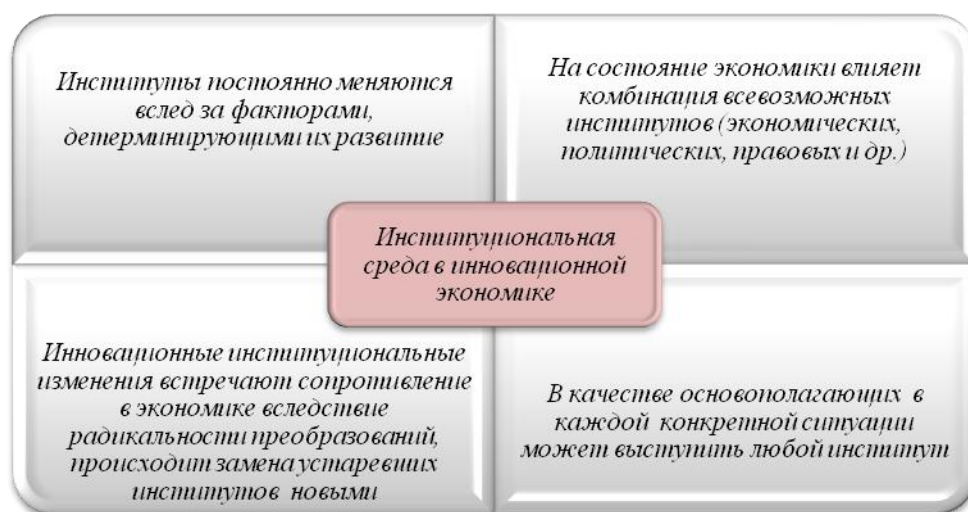 Институты постоянно меняются
вслед за факторами,
детерминирующими их развитие
На состояние экономики влияет
комбинация всевозможных
институтов (экономических,
политических, правовых и др.)
Институциональная
среда в инновационной
экономике
Инновационные институциональные
изменения встречают сопротивление
в экономике вследствие
радикальности преобразований,
происходит замена устаревших
институтов новыми
В качестве основополагающих в
каждой конкретной ситуации
может выступить любой институт